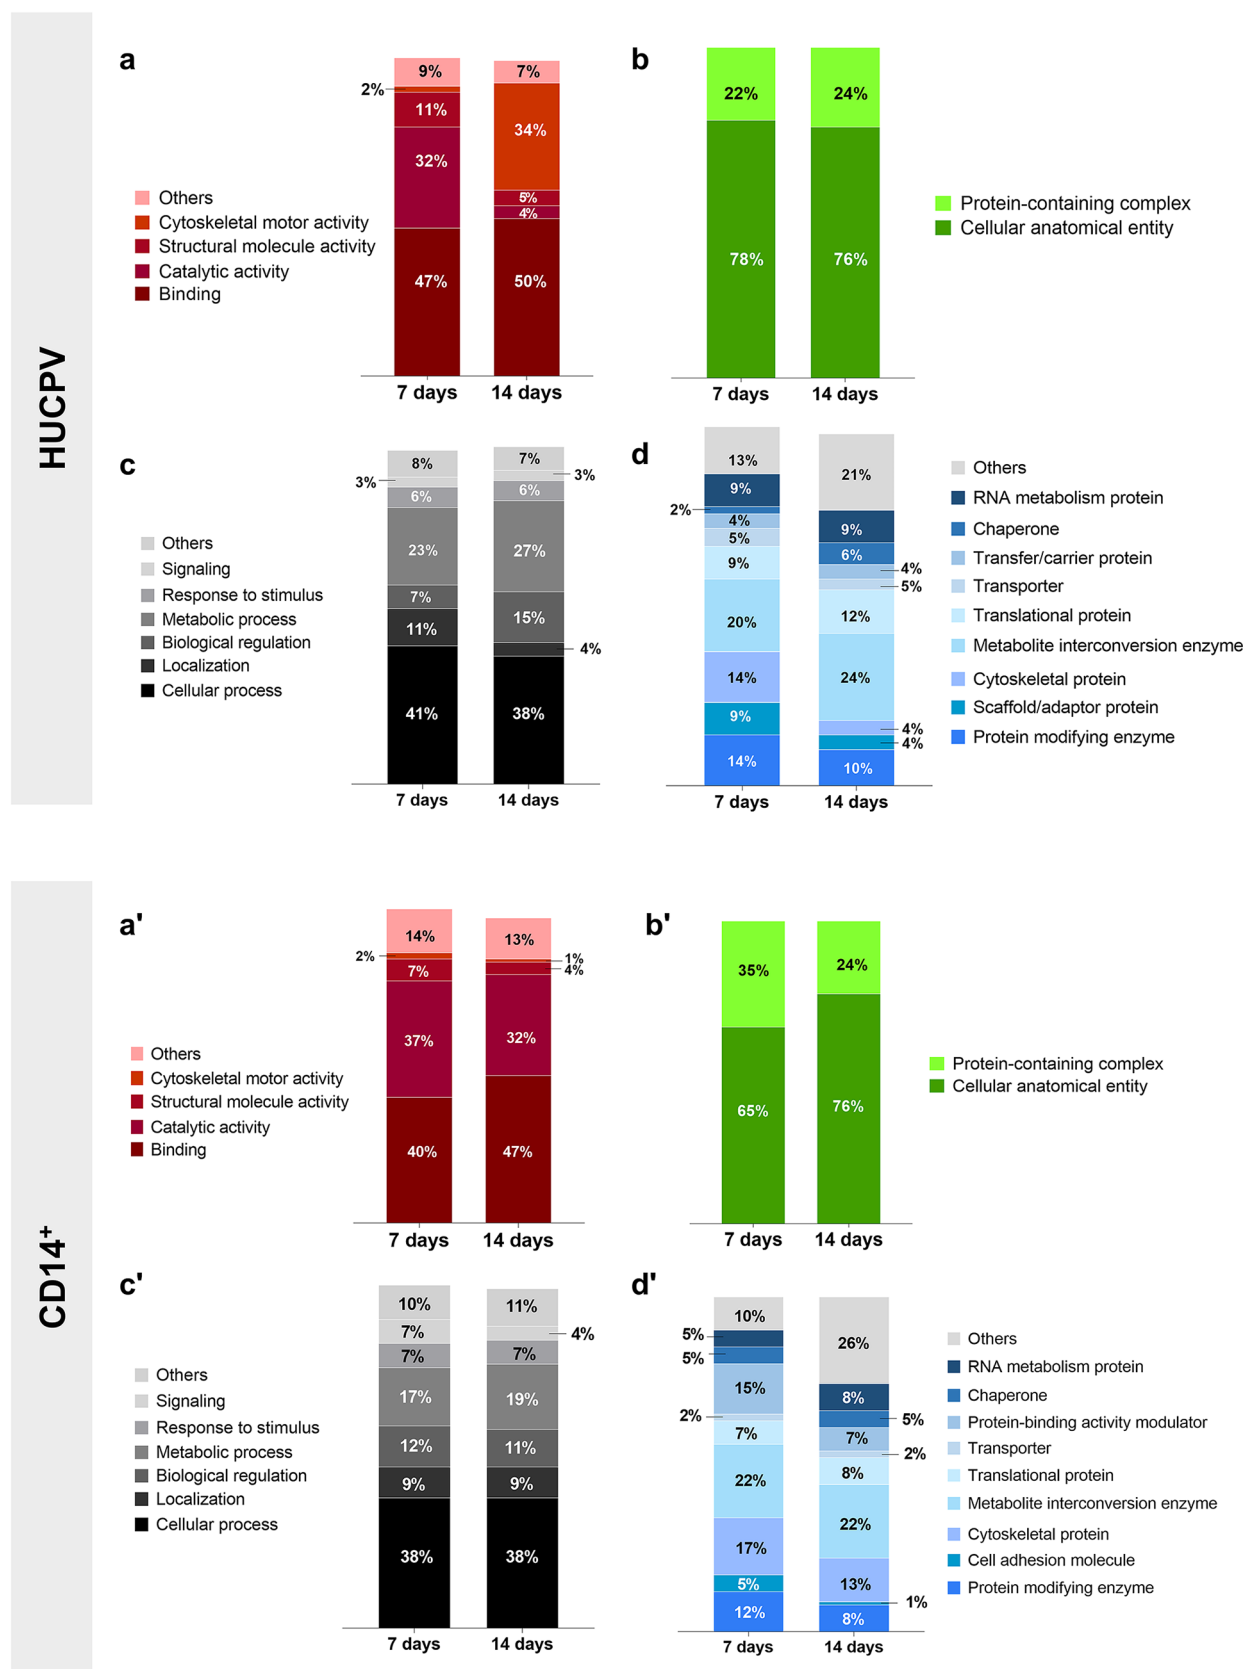 HUCPV
a
9%
7%
2%
11%
34%
32%
5%
4%
47%
50%
Others
Cytoskeletal motor activity
Structural molecule activity
Catalytic activity
Binding
7 days
14 days
b
22%
24%
78%
76%
Protein-containing complex
Cellular anatomical entity
7 days
14 days
c
8%
7%
3%
3%
6%
6%
23%
27%
7%
15%
11%
4%
41%
38%
Others
Signaling
Response to stimulus
Metabolic process
Biological regulation
Localization
Cellular process
7 days
14 days
d
13%
21%
9%
9%
2%
6%
4%
4%
5%
5%
9%
12%
20%
24%
14%
4%
9%
4%
14%
10%
Others
RNA metabolism protein
Chaperone
Transfer/carrier protein
Transporter
Translational protein
Metabolite interconversion enzyme
Cytoskeletal protein
Scaffold/adaptor protein
Protein modifying enzyme
7 days
14 days
CD14+
a'
14%
13%
2%
1%
7%
4%
37%
32%
40%
47%
Others
Cytoskeletal motor activity
Structural molecule activity
Catalytic activity
Binding
7 days
14 days
b'
35%
24%
65%
76%
Protein-containing complex
Cellular anatomical entity
7 days
14 days
c'
10%
11%
7%
4%
7%
7%
17%
19%
12%
11%
9%
9%
38%
38%
Others
Signaling
Response to stimulus
Metabolic process
Biological regulation
Localization
Cellular process
7 days
14 days
d'
10%
26%
5%
8%
5%
5%
15%
7%
2%
2%
7%
8%
22%
22%
17%
13%
5%
1%
12%
8%
Others
RNA metabolism protein
Chaperone
Protein-binding activity modulator
Transporter
Translational protein
Metabolite interconversion enzyme
Cytoskeletal protein
Cell adhesion molecule
Protein modifying enzyme
7 days
14 days